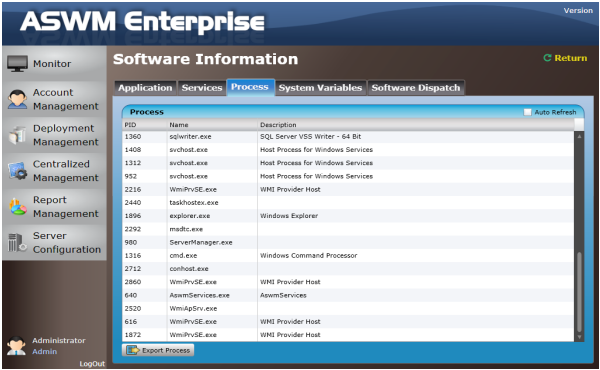 ASWM Enterprise
Version
Software Information
Return
Monitor
Account
Management
Deployment
Management
Centralized
Management
Report
Management
Server
Configuration
Administrator
Admin
LogOut
Application Services Process System Variables Software Dispatch
Process
Auto Refresh
PID Name Description
1360 sqlwriter.exe SQL Server VSS Writer - 64 Bit
1408 svchost.exe Host Process for Windows Services
1312 svchost.exe Host Process for Windows Services
952 svchost.exe Host Process for Windows Services
2216 WmiPrvSE.exe WMI Provider Host
2440 taskhostex.exe
1896 explorer.exe Windows Explorer
2292 msdtc.exe
980 ServerManager.exe
1316 cmd.exe Windows Command Processor
2712 conhost.exe
2860 WmiPrvSE.exe WMI Provider Host
640 AswmServices.exe AswmServices
2520 WmiApSrv.exe
616 WmiPrvSE.exe WMI Provider Host
1872 WmiPrvSE.exe WMI Provider Host
Export Process